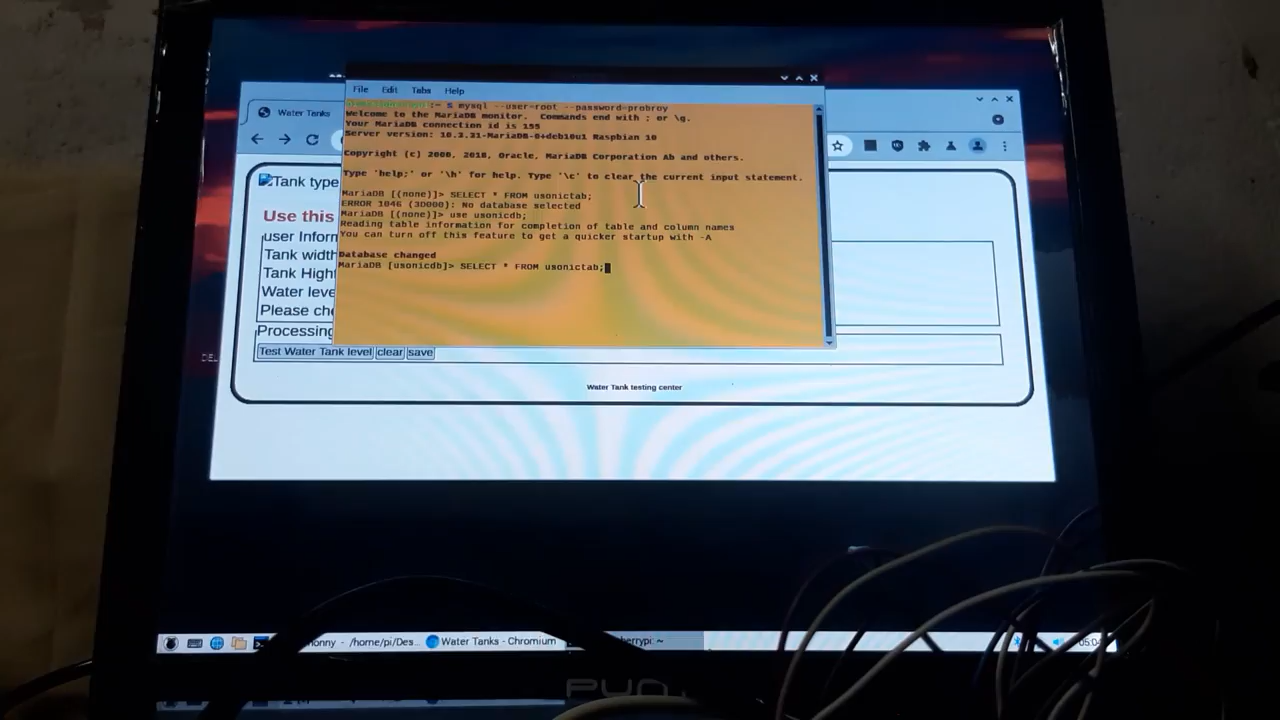 File Edit Tabs Help
:~ $ mysql --user=root --password=probroy
Welcome to the MariaDB monitor. Commands end with ; or \g.
Your MariaDB connection id is 155
Server version: 10.3.31-MariaDB-0+deb10u1 Raspbian 10
Copyright (c) 2000, 2018, Oracle, MariaDB Corporation Ab and others.
Type 'help;' or '\h' for help. Type '\c' to clear the current input statement.
MariaDB [(none)]> SELECT * FROM usonictab;
ERROR 1046 (3D000): No database selected
MariaDB [(none)]> use usonicdb;
Reading table information for completion of table and column names
You can turn off this feature to get a quicker startup with -A
Database changed
MariaDB [usonicdb]> SELECT * FROM usonictab;
Water Tanks
Tank type
Use this
user Inform
Tank width
Tank Hight
Water leve
Please che
Processing
Test Water Tank level clear save
Water Tank testing center
honny - /home/pi/Des... Water Tanks - Chromium berrypi: ~ 05:04